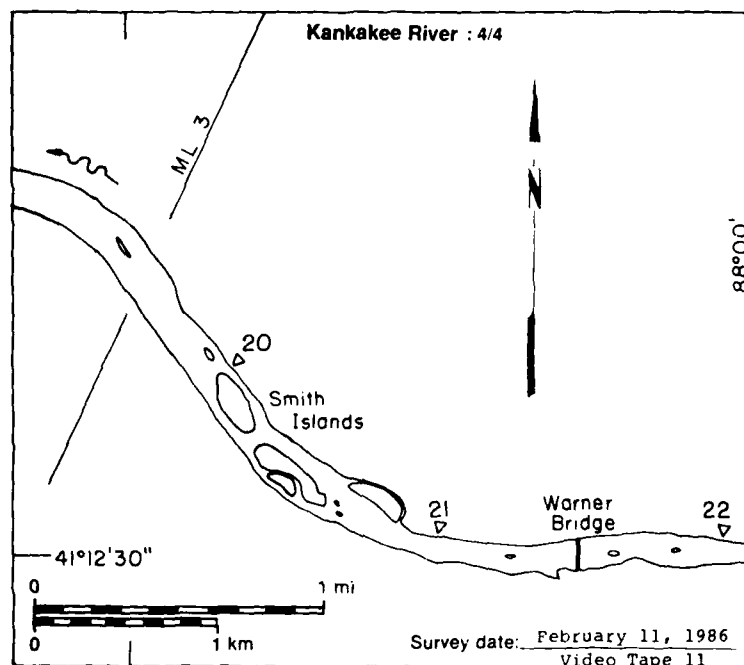 Kankakee River : 4/4
ML 3
N
88°00'
20
Smith
Islands
21
Warner
Bridge
22
41°12'30"
0 1 mi
0 1 km
Survey date: February 11, 1986
Video Tape 11